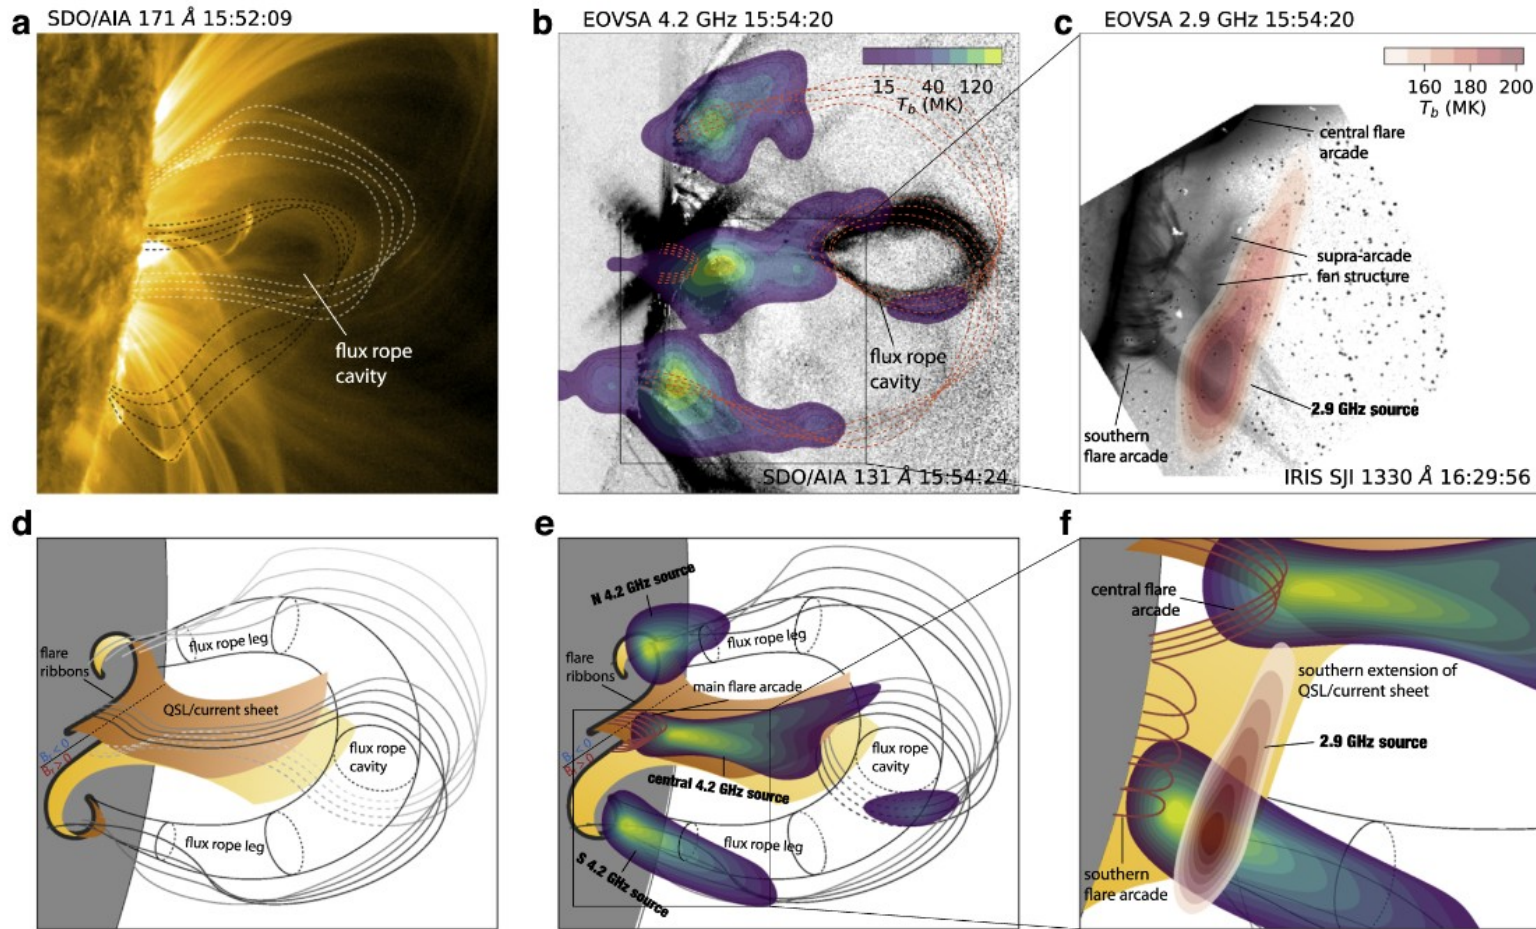 a
SDO/AIA 171 Å 15:52:09
flux rope
cavity
b
EOVSA 4.2 GHz 15:54:20
15 40 120
T_b (MK)
flux rope
cavity
SDO/AIA 131 Å 15:54:24
c
EOVSA 2.9 GHz 15:54:20
160 180 200
T_b (MK)
central flare
arcade
supra-arcade
fan structure
2.9 GHz source
southern
flare arcade
IRIS SJI 1330 Å 16:29:56
d
flare
ribbons
flux rope leg
QSL/current sheet
B_r < 0
B_r > 0
flux rope
cavity
flux rope leg
e
N 4.2 GHz source
flare
ribbons
flux rope leg
main flare arcade
B_r < 0
B_r > 0
flux rope
cavity
central 4.2 GHz source
flux rope leg
S 4.2 GHz source
f
central flare
arcade
southern extension of
QSL/current sheet
2.9 GHz source
southern
flare arcade